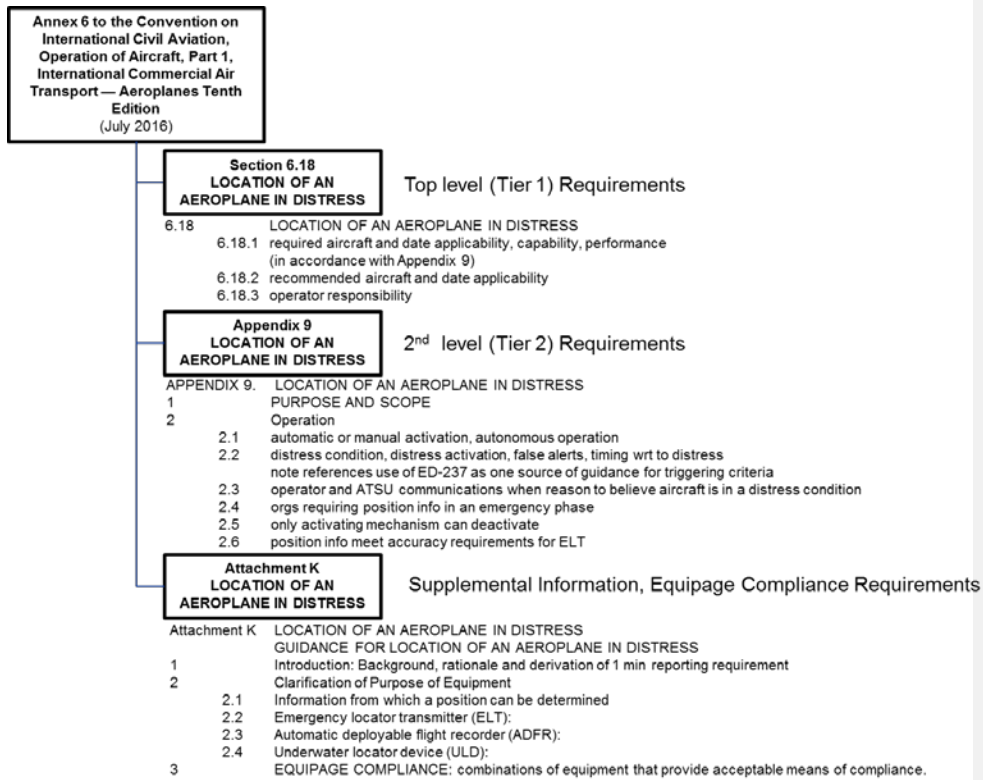 Annex 6 to the Convention on
International Civil Aviation,
Operation of Aircraft, Part 1,
International Commercial Air
Transport — Aeroplanes Tenth
Edition
(July 2016)
Section 6.18
LOCATION OF AN
AEROPLANE IN DISTRESS
Top level (Tier 1) Requirements
6.18 LOCATION OF AN AEROPLANE IN DISTRESS
6.18.1 required aircraft and date applicability, capability, performance
(in accordance with Appendix 9)
6.18.2 recommended aircraft and date applicability
6.18.3 operator responsibility
Appendix 9
LOCATION OF AN
AEROPLANE IN DISTRESS
2nd level (Tier 2) Requirements
APPENDIX 9. LOCATION OF AN AEROPLANE IN DISTRESS
1 PURPOSE AND SCOPE
2 Operation
2.1 automatic or manual activation, autonomous operation
2.2 distress condition, distress activation, false alerts, timing wrt to distress
note references use of ED-237 as one source of guidance for triggering criteria
2.3 operator and ATSU communications when reason to believe aircraft is in a distress condition
2.4 orgs requiring position info in an emergency phase
2.5 only activating mechanism can deactivate
2.6 position info meet accuracy requirements for ELT
Attachment K
LOCATION OF AN
AEROPLANE IN DISTRESS
Supplemental Information, Equipage Compliance Requirements
Attachment K LOCATION OF AN AEROPLANE IN DISTRESS
GUIDANCE FOR LOCATION OF AN AEROPLANE IN DISTRESS
1 Introduction: Background, rationale and derivation of 1 min reporting requirement
2 Clarification of Purpose of Equipment
2.1 Information from which a position can be determined
2.2 Emergency locator transmitter (ELT):
2.3 Automatic deployable flight recorder (ADFR):
2.4 Underwater locator device (ULD):
3 EQUIPAGE COMPLIANCE: combinations of equipment that provide acceptable means of compliance.